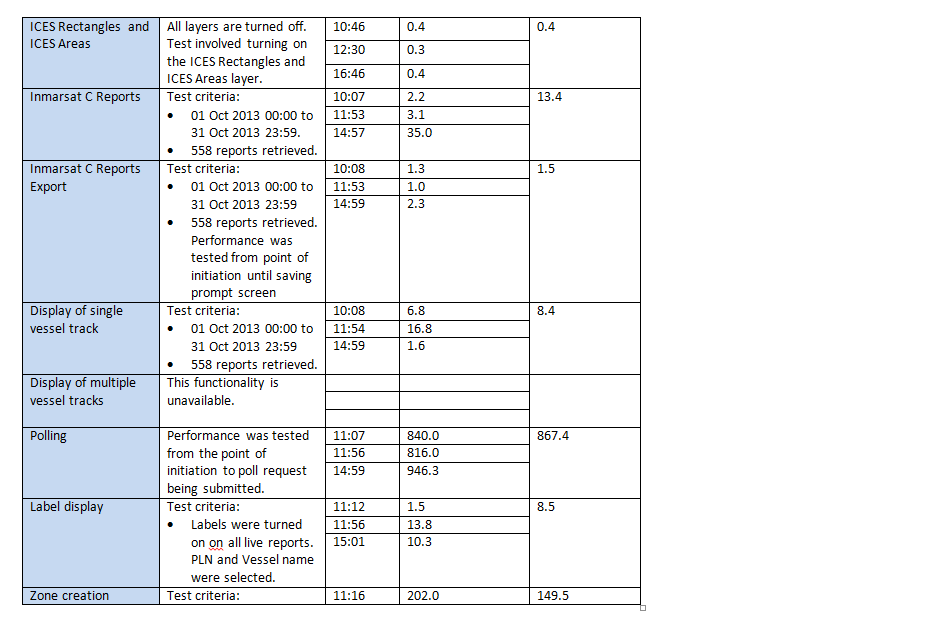 ICES Rectangles and
ICES Areas
All layers are turned off.
Test involved turning on
the ICES Rectangles and
ICES Areas layer.
10:46
0.4
12:30
0.3
16:46
0.4
0.4
Inmarsat C Reports
Test criteria:
• 01 Oct 2013 00:00 to
31 Oct 2013 23:59.
• 558 reports retrieved.
10:07
2.2
11:53
3.1
14:57
35.0
13.4
Inmarsat C Reports
Export
Test criteria:
• 01 Oct 2013 00:00 to
31 Oct 2013 23:59
• 558 reports retrieved.
Performance was
tested from point of
initiation until saving
prompt screen
10:08
1.3
11:53
1.0
14:59
2.3
1.5
Display of single
vessel track
Test criteria:
• 01 Oct 2013 00:00 to
31 Oct 2013 23:59
• 558 reports retrieved.
10:08
6.8
11:54
16.8
14:59
1.6
8.4
Display of multiple
vessel tracks
This functionality is
unavailable.
Polling
Performance was tested
from the point of
initiation to poll request
being submitted.
11:07
840.0
11:56
816.0
14:59
946.3
867.4
Label display
Test criteria:
• Labels were turned
on on all live reports.
PLN and Vessel name
were selected.
11:12
1.5
11:56
13.8
15:01
10.3
8.5
Zone creation
Test criteria:
11:16
202.0
149.5